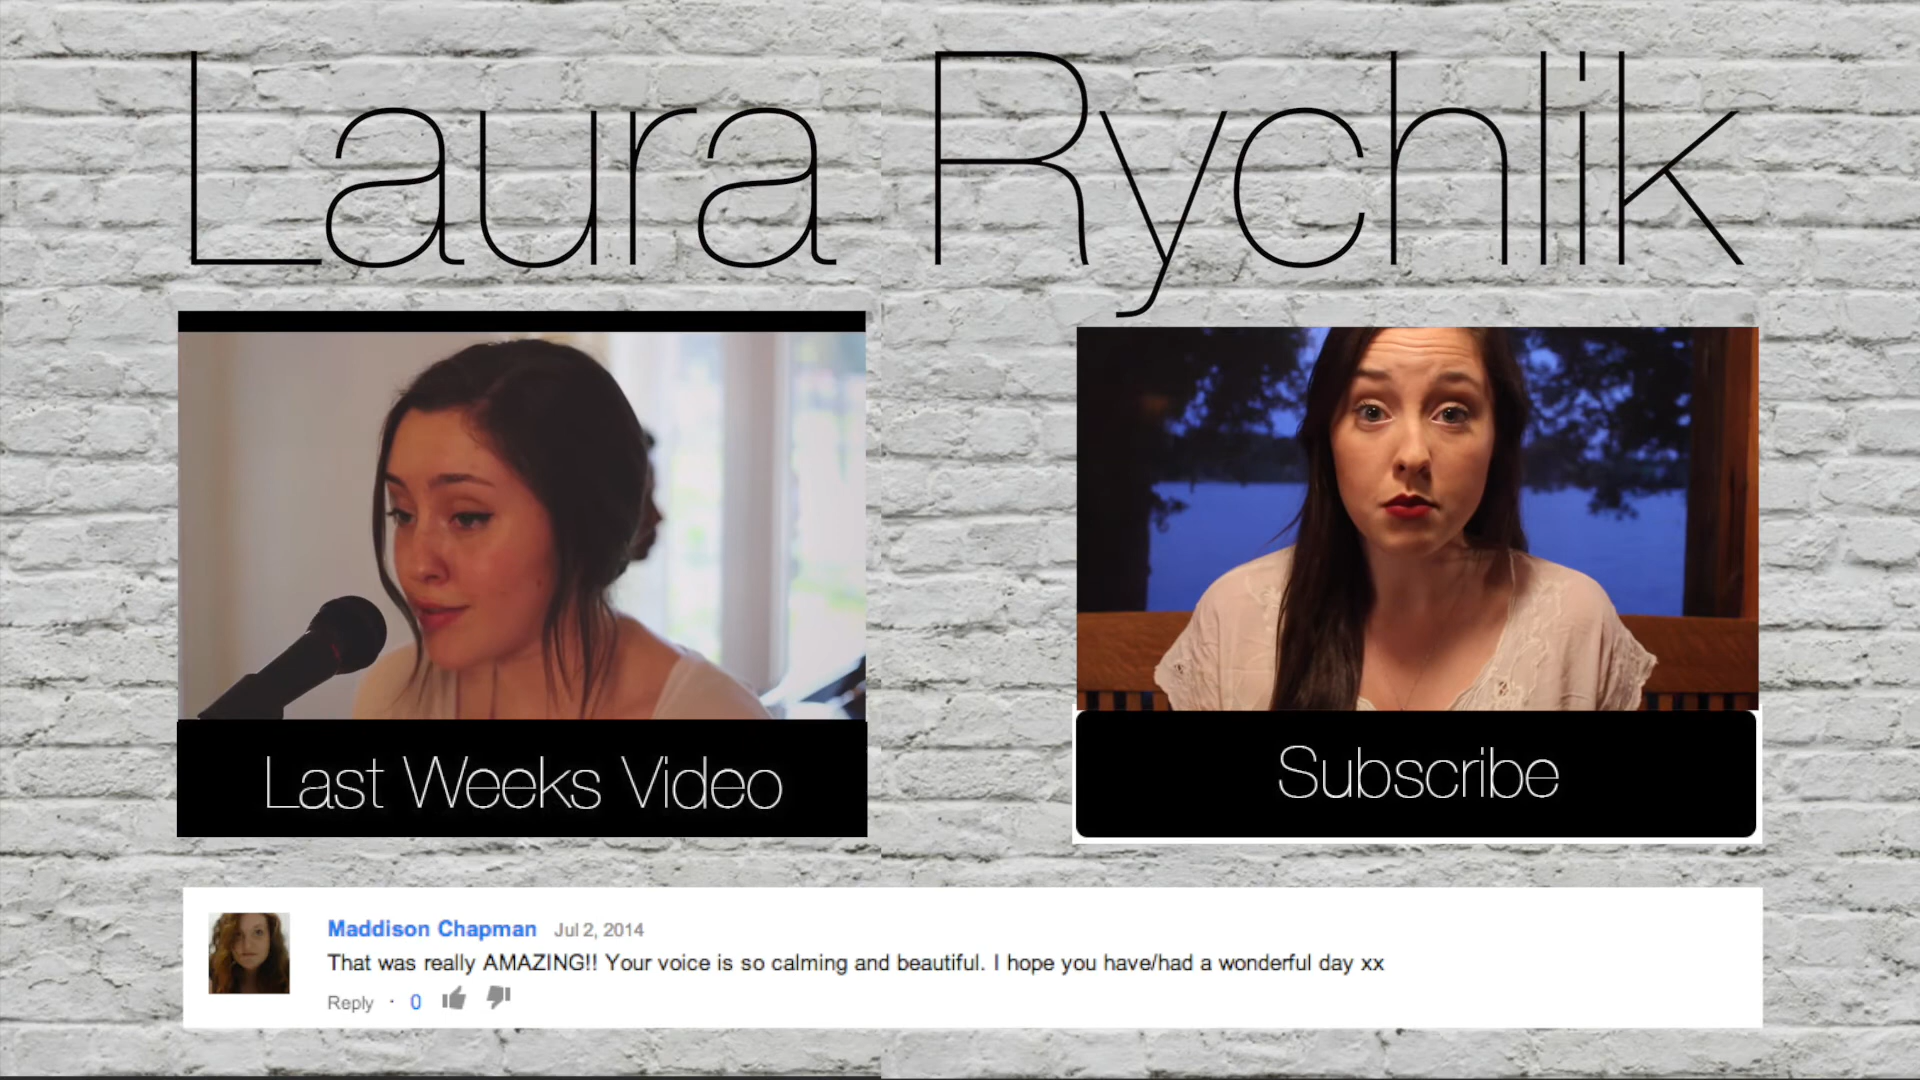 Laura Rychlik
Last Weeks Video
Subscribe
Maddison Chapman Jul 2, 2014
That was really AMAZING!! Your voice is so calming and beautiful. I hope you have/had a wonderful day xx
Reply · 0